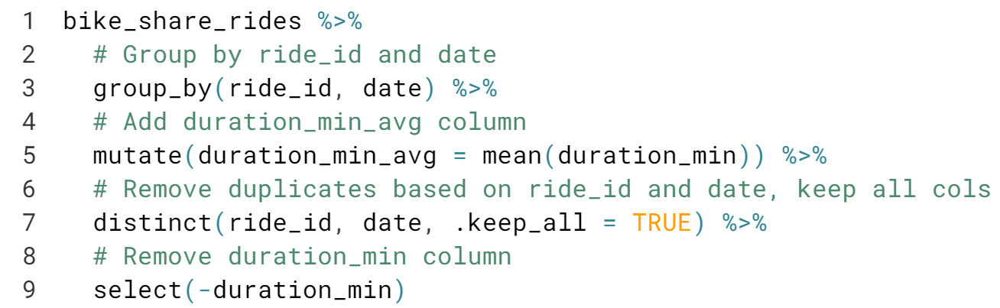 1 bike_share_rides %>%
2 # Group by ride_id and date
3 group_by(ride_id, date) %>%
4 # Add duration_min_avg column
5 mutate(duration_min_avg = mean(duration_min)) %>%
6 # Remove duplicates based on ride_id and date, keep all cols
7 distinct(ride_id, date, .keep_all = TRUE) %>%
8 # Remove duration_min column
9 select(-duration_min)